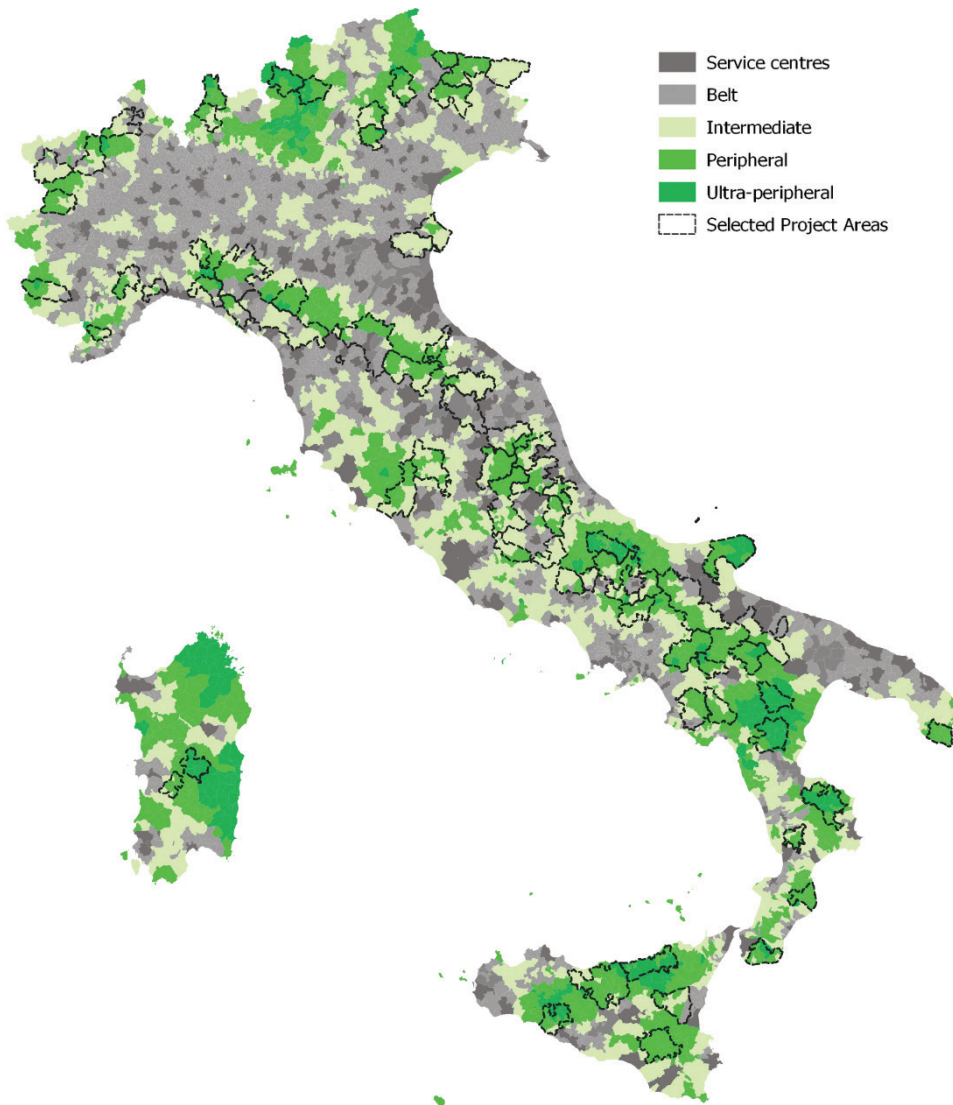 Service centres
Belt
Intermediate
Peripheral
Ultra-peripheral
Selected Project Areas